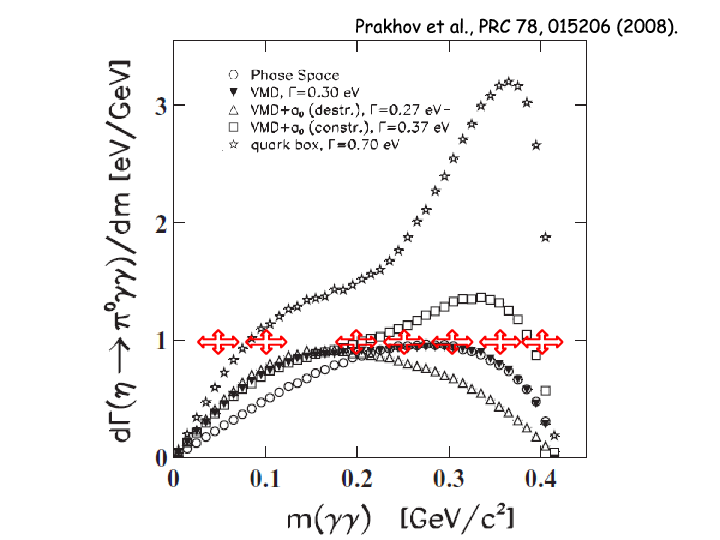 Prakhov et al., PRC 78, 015206 (2008).
Phase Space
VMD, Γ=0.30 eV
VMD+a₀ (destr.), Γ=0.27 eV
VMD+a₀ (constr.), Γ=0.37 eV
quark box, Γ=0.70 eV
dΓ(η → π⁰γγ)/dm [eV/GeV]
3
2
1
0
0 0.1 0.2 0.3 0.4
m(γγ) [GeV/c²]